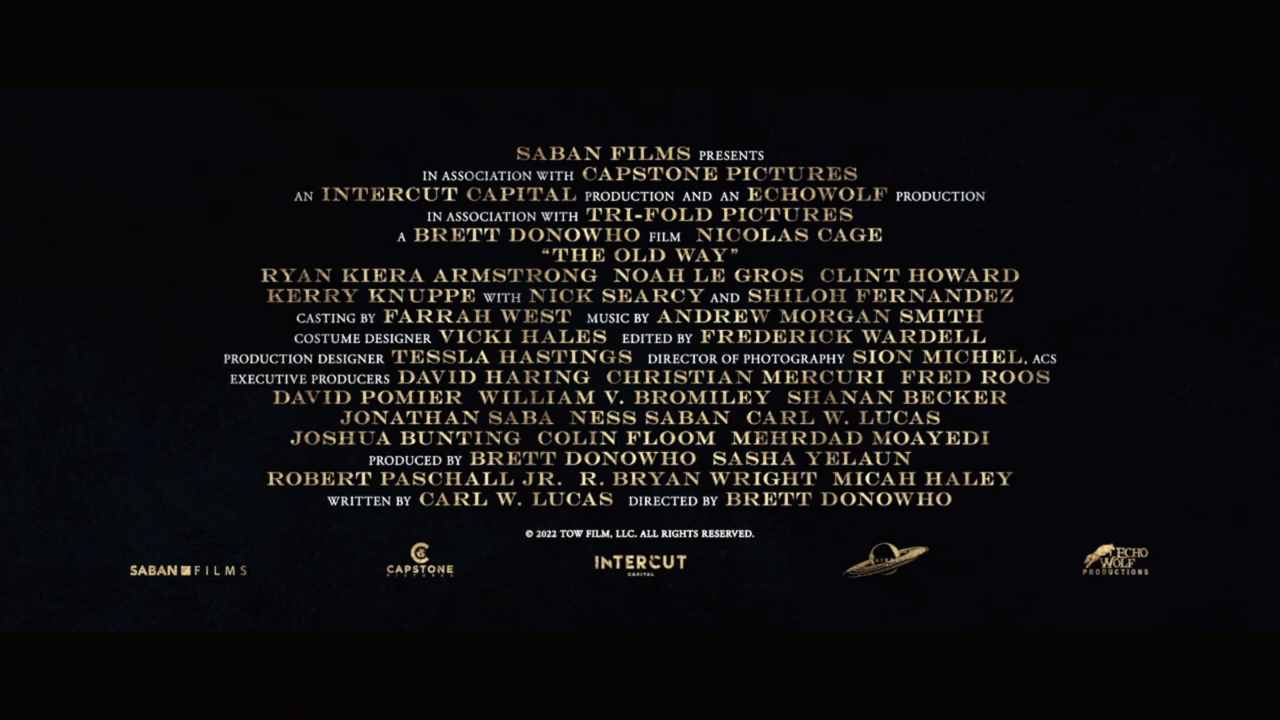 SABAN FILMS PRESENTS
IN ASSOCIATION WITH CAPSTONE PICTURES
AN INTERCUT CAPITAL PRODUCTION AND AN ECHOWOLF PRODUCTION
IN ASSOCIATION WITH TRI-FOLD PICTURES
A BRETT DONOWHO FILM NICOLAS CAGE
“THE OLD WAY”
RYAN KIERA ARMSTRONG NOAH LE GROS CLINT HOWARD
KERRY KNUPPE WITH NICK SEARCY AND SHILOH FERNANDEZ
CASTING BY FARRAH WEST MUSIC BY ANDREW MORGAN SMITH
COSTUME DESIGNER VICKI HALES EDITED BY FREDERICK WARDELL
PRODUCTION DESIGNER TESSLA HASTINGS DIRECTOR OF PHOTOGRAPHY SION MICHEL, ACS
EXECUTIVE PRODUCERS DAVID HARING CHRISTIAN MERCURI FRED ROOS
DAVID POMIER WILLIAM V. BROMILEY SHANAN BECKER
JONATHAN SABA NESS SABAN CARL W. LUCAS
JOSHUA BUNTING COLIN FLOOM MEHRDAD MOAYEDI
PRODUCED BY BRETT DONOWHO SASHA YELAUN
ROBERT PASCHALL JR. R. BRYAN WRIGHT MICAH HALEY
WRITTEN BY CARL W. LUCAS DIRECTED BY BRETT DONOWHO
© 2022 TOW FILM, LLC. ALL RIGHTS RESERVED.
SABAN FILMS
CAPSTONE
PICTURES
INTERCUT
CAPITAL
ECHO
WOLF
PRODUCTIONS